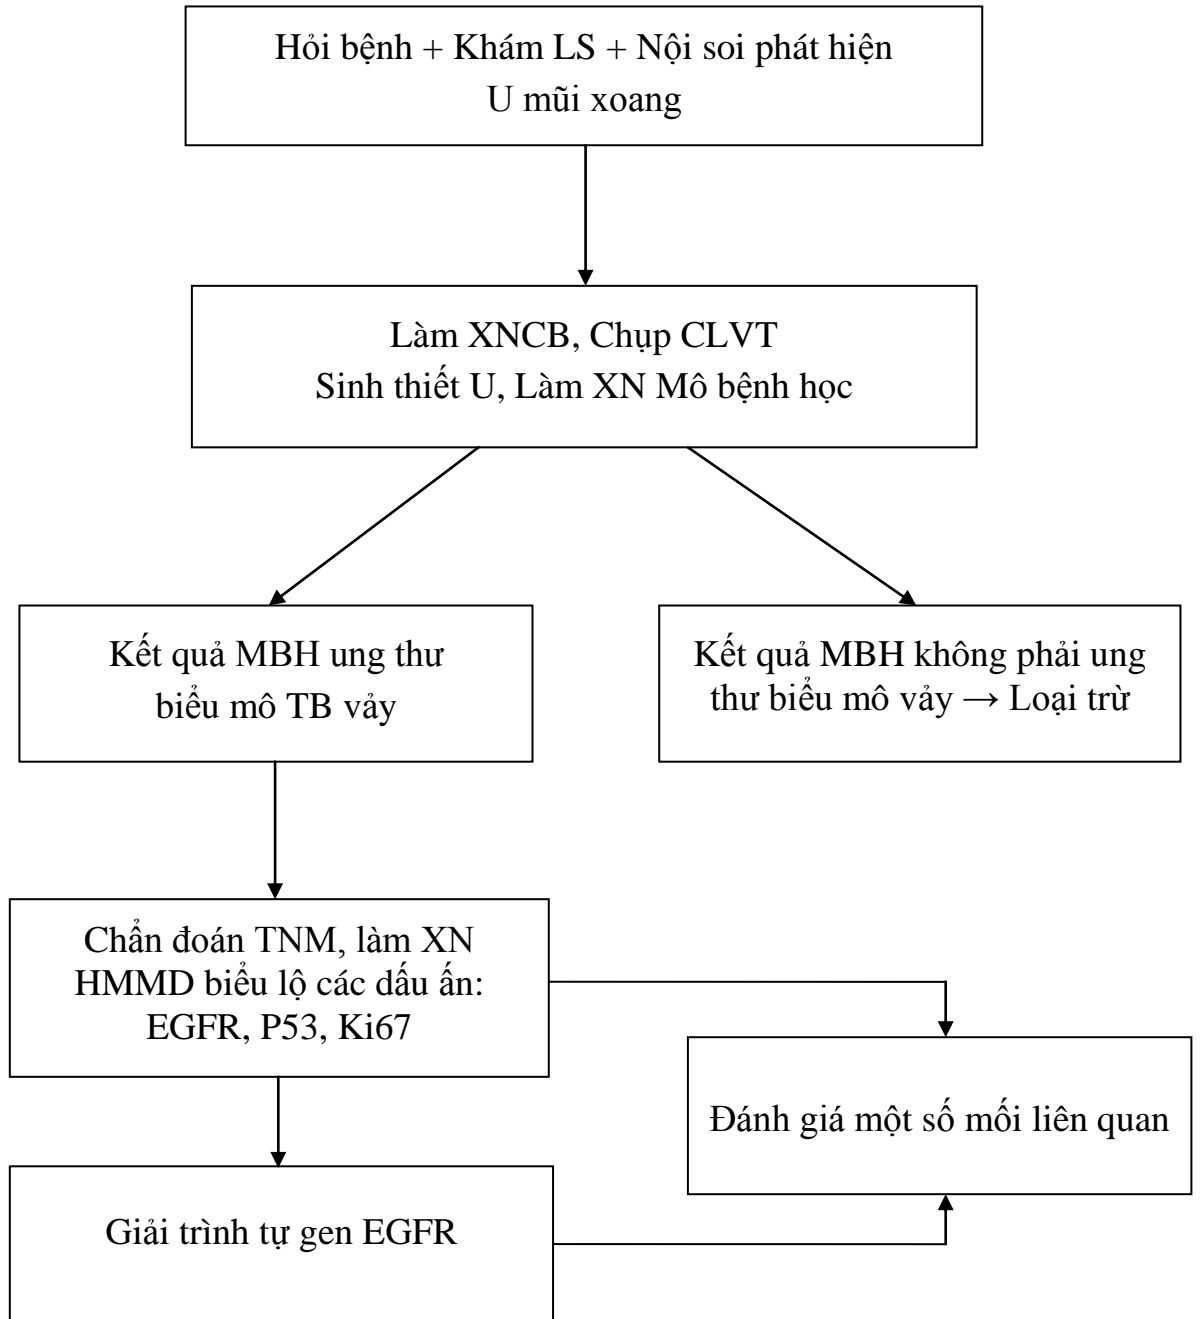 Hỏi bệnh + Khám LS + Nội soi phát hiện
U mũi xoang
Làm XNCB, Chụp CLVT
Sinh thiết U, Làm XN Mô bệnh học
Kết quả MBH ung thư
biểu mô TB vảy
Kết quả MBH không phải ung
thư biểu mô vảy → Loại trừ
Chẩn đoán TNM, làm XN
HMMD biểu lộ các dấu ấn:
EGFR, P53, Ki67
Đánh giá một số mối liên quan
Giải trình tự gen EGFR